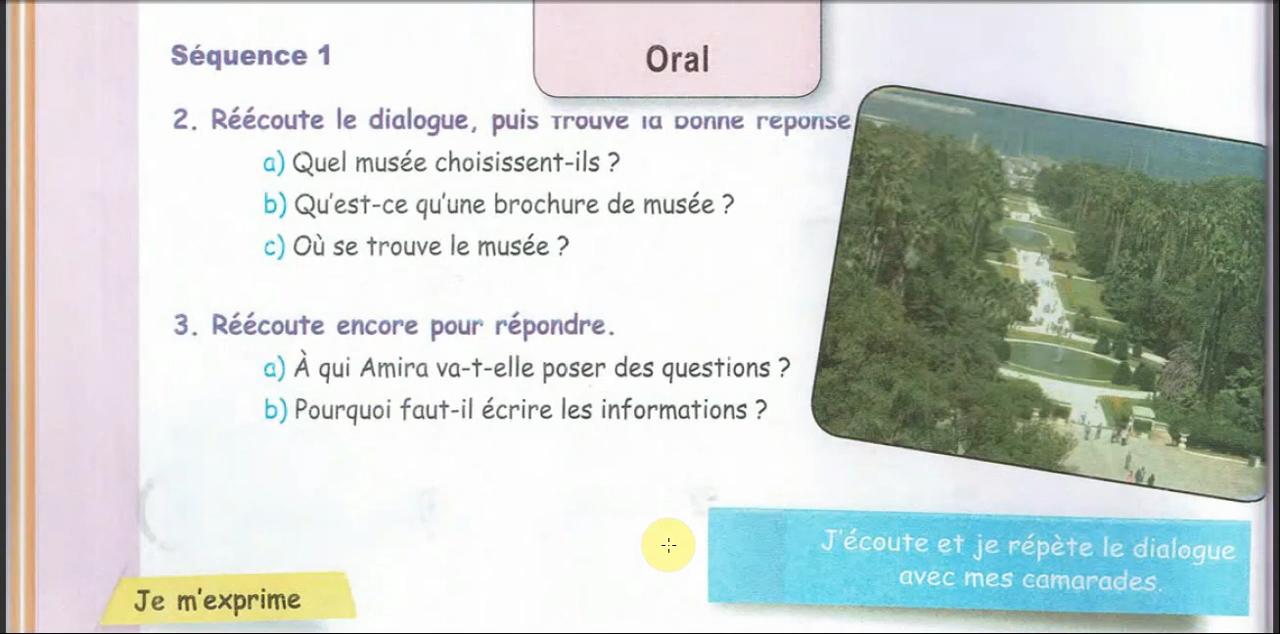 Séquence 1
Oral
2. Réécoute le dialogue, puis trouve la bonne réponse
a) Quel musée choisissent-ils ?
b) Qu'est-ce qu'une brochure de musée ?
c) Où se trouve le musée ?
3. Réécoute encore pour répondre.
a) À qui Amira va-t-elle poser des questions ?
b) Pourquoi faut-il écrire les informations ?
J'écoute et je répète le dialogue
avec mes camarades.
Je m'exprime